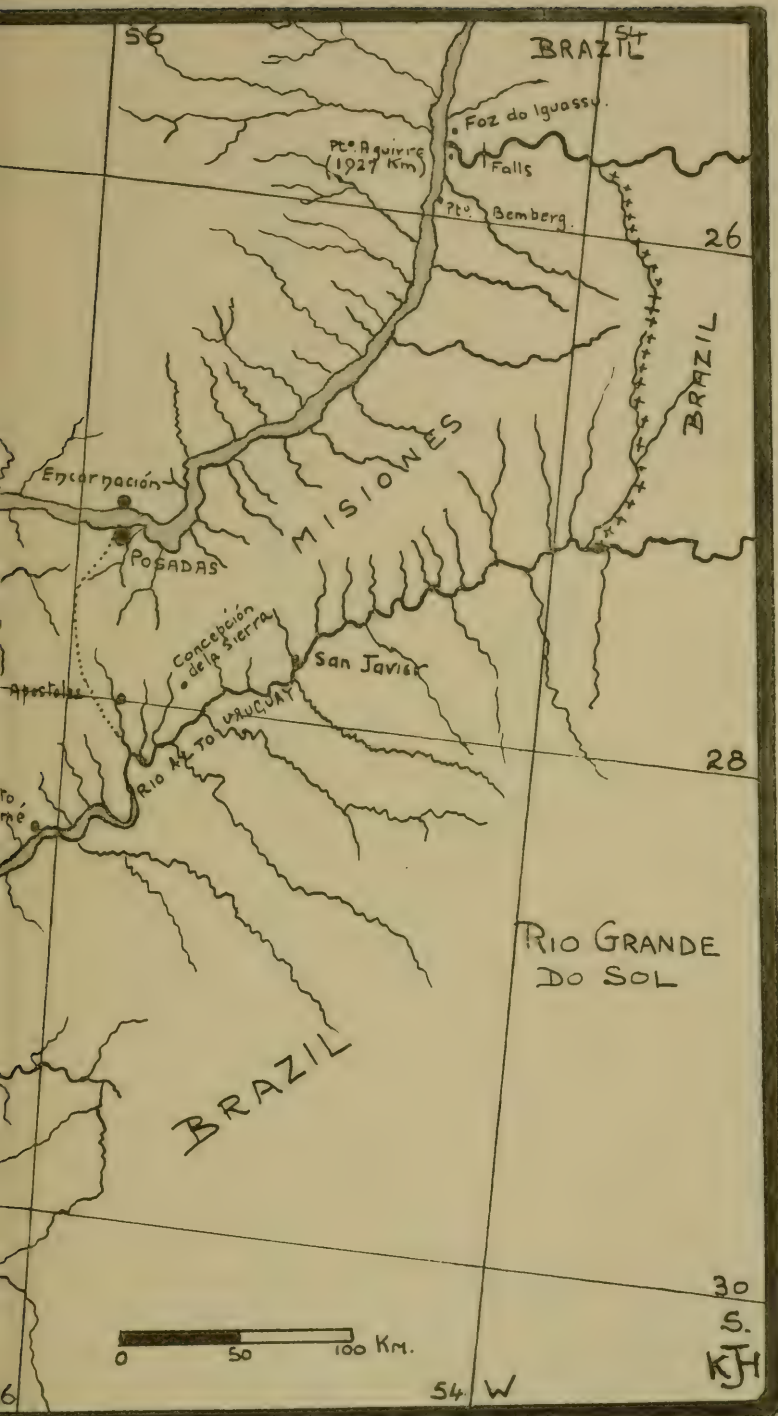 56
54
BRAZIL
Foz do Iguassu.
Pto. Aguirre
(1927 Km)
Falls
Pto. Bemberg.
26
BRAZIL
MISIONES
Encarnación
POSADAS
Concepción
de la Sierra
San Javier
Apostoles
RIO ALTO URUGUAY
28
RIO GRANDE
DO SOL
BRAZIL
30
S.
KJH
0 50 100 KM.
6
54 W